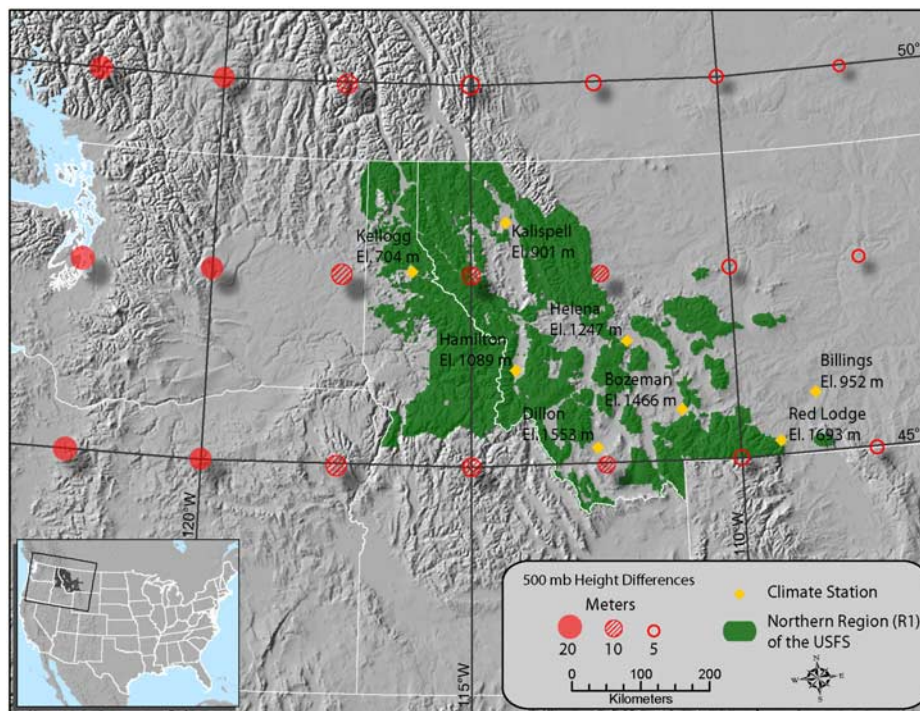 50°
Kalispell
El. 901 m
Kellogg
El. 704 m
Helena
El. 1247 m
Hamilton
El. 1089 m
Billings
El. 952 m
Bozeman
El. 1466 m
Dillon
El. 1553 m
Red Lodge
El. 1693 m
45°
120°W
110°W
115°W
500 mb Height Differences
Meters
20 10 5
0 100 200
Kilometers
Climate Station
Northern Region (R1)
of the USFS
N
W E
S